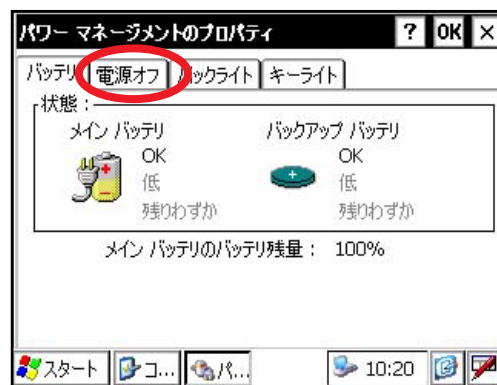 パワー マネージメントのプロパティ ? OK ×
バッテリ 電源オフ バックライト キーライト
状態：
メイン バッテリ バックアップ バッテリ
OK OK
低 低
残りわずか 残りわずか
メイン バッテリのバッテリ残量： 100%
スタート コ... パ... 10:20